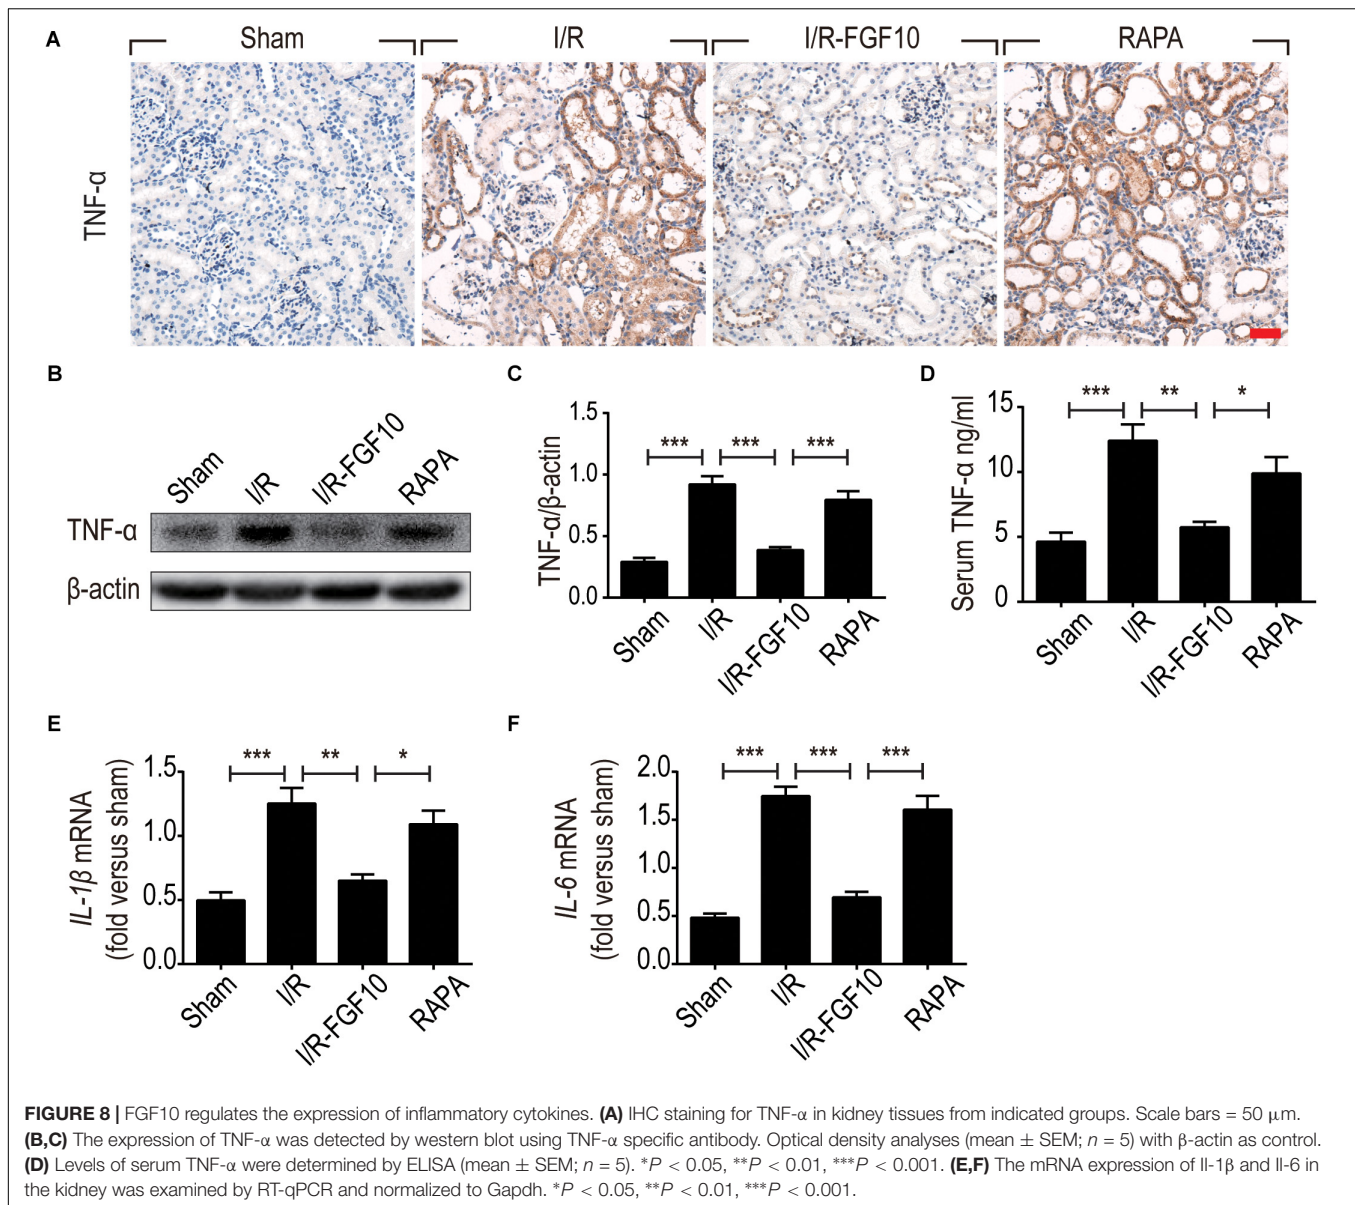 A
Sham
I/R
I/R-FGF10
RAPA
TNF-α
B
Sham
I/R
I/R-FGF10
RAPA
TNF-α
β-actin
C
TNF-α/β-actin
1.5
1.0
0.5
0.0
*** *** ***
Sham
I/R
I/R-FGF10
RAPA
D
Serum TNF-α ng/ml
15
10
5
0
*** ** *
Sham
I/R
I/R-FGF10
RAPA
E
IL-1β mRNA
(fold versus sham)
1.5
1.0
0.5
0.0
*** ** *
Sham
I/R
I/R-FGF10
RAPA
F
IL-6 mRNA
(fold versus sham)
2.0
1.5
1.0
0.5
0.0
*** *** ***
Sham
I/R
I/R-FGF10
RAPA
FIGURE 8 | FGF10 regulates the expression of inflammatory cytokines. (A) IHC staining for TNF-α in kidney tissues from indicated groups. Scale bars = 50 μm.
(B,C) The expression of TNF-α was detected by western blot using TNF-α specific antibody. Optical density analyses (mean ± SEM; n = 5) with β-actin as control.
(D) Levels of serum TNF-α were determined by ELISA (mean ± SEM; n = 5). *P < 0.05, **P < 0.01, ***P < 0.001. (E,F) The mRNA expression of Il-1β and Il-6 in
the kidney was examined by RT-qPCR and normalized to Gapdh. *P < 0.05, **P < 0.01, ***P < 0.001.